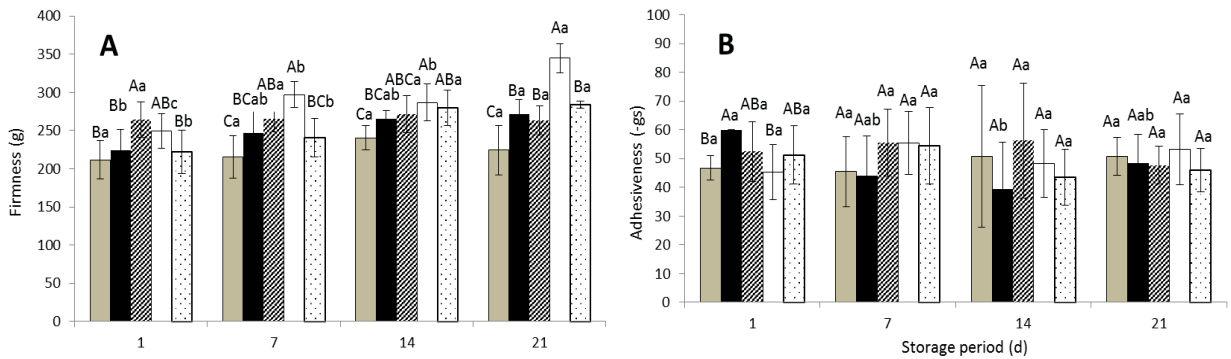 A
Firmness (g)
400
350
300
250
200
150
100
50
0
Ba Bb Aa ABc Bb
Ca BCab ABa Ab BCb
Ca BCab ABCa Ab ABa
Ca Ba Ba Aa Ba
1 7 14 21
B
Adhesiveness (-gs)
100
90
80
70
60
50
40
30
20
10
0
Ba Aa ABa Ba ABa
Aa Aab Aa Aa Aa
Aa Ab Aa Aa Aa
Aa Aab Aa Aa Aa
1 7 14 21
Storage period (d)